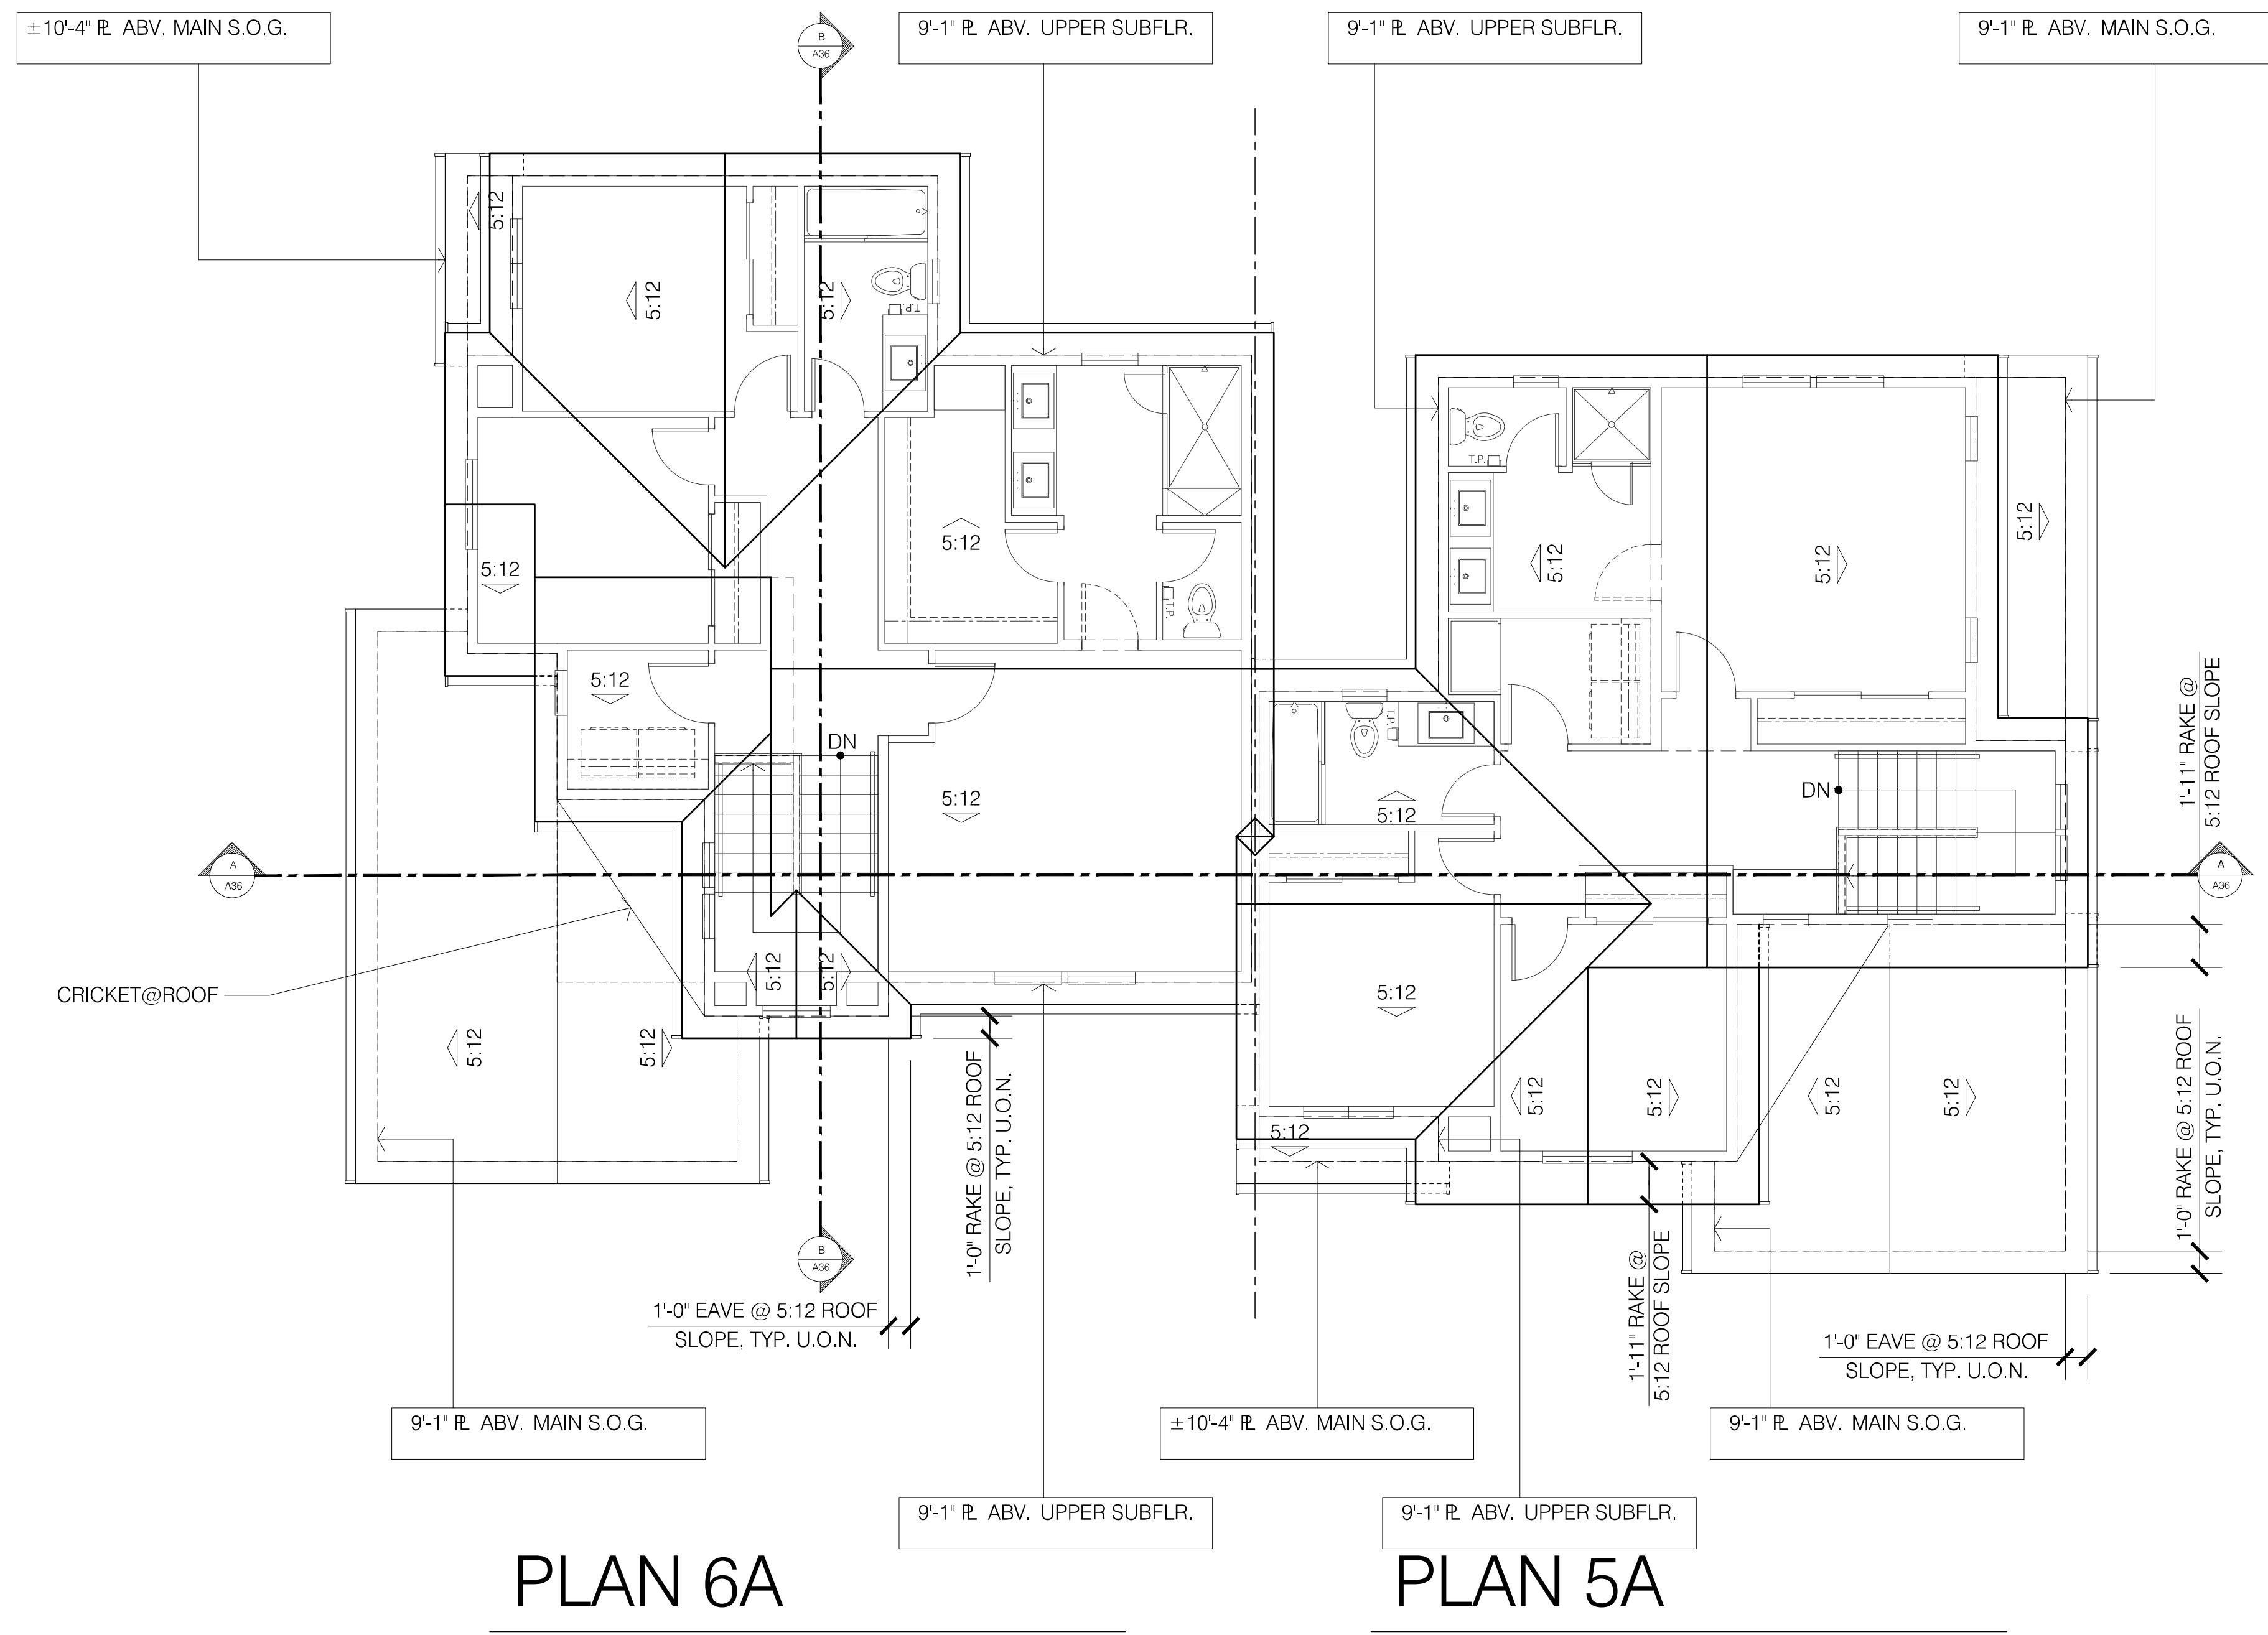 ±10'-4" PL ABV. MAIN S.O.G.
B
A36
9'-1" PL ABV. UPPER SUBFLR.
9'-1" PL ABV. UPPER SUBFLR.
9'-1" PL ABV. MAIN S.O.G.
5:12
5:12
5:12
T.P.
5:12
5:12
T.P.
5:12
DN
5:12
T.P.
5:12
5:12
5:12
T.P.
5:12
DN
5:12
1'-11" RAKE @
5:12 ROOF SLOPE
A
A36
A
A36
CRICKET@ROOF
5:12
5:12
5:12
5:12
5:12
5:12
5:12
5:12
5:12
5:12
1'-0" RAKE @ 5:12 ROOF
SLOPE, TYP. U.O.N.
1'-0" RAKE @ 5:12 ROOF
SLOPE, TYP. U.O.N.
B
A36
1'-11" RAKE @
5:12 ROOF SLOPE
1'-0" EAVE @ 5:12 ROOF
SLOPE, TYP. U.O.N.
1'-0" EAVE @ 5:12 ROOF
SLOPE, TYP. U.O.N.
9'-1" PL ABV. MAIN S.O.G.
±10'-4" PL ABV. MAIN S.O.G.
9'-1" PL ABV. MAIN S.O.G.
9'-1" PL ABV. UPPER SUBFLR.
9'-1" PL ABV. UPPER SUBFLR.
PLAN 6A
PLAN 5A